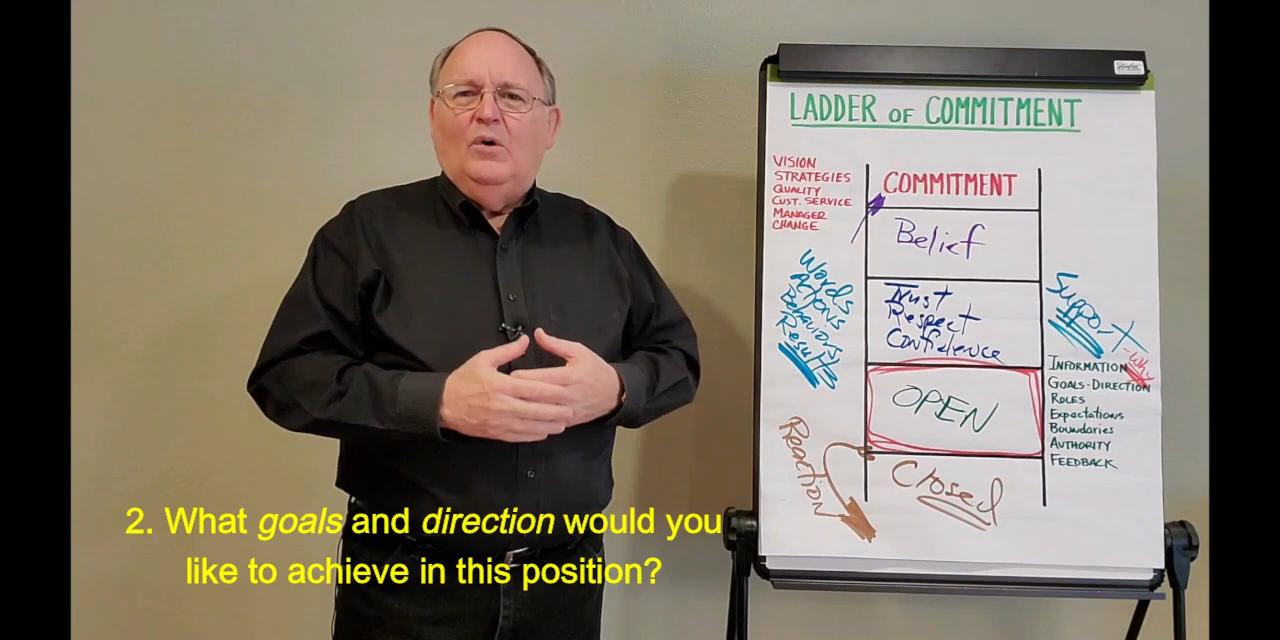 LADDER OF COMMITMENT
VISION
STRATEGIES
QUALITY
CUST. SERVICE
MANAGER
CHANGE
COMMITMENT
Belief
Words
Actions
Behaviors
Results
Trust
Respect
Confidence
Support
-Why
INFORMATION
GOALS-DIRECTION
ROLES
Expectations
Boundaries
AUTHORITY
FEEDBACK
OPEN
Reaction
Closed
2. What goals and direction would you
like to achieve in this position?